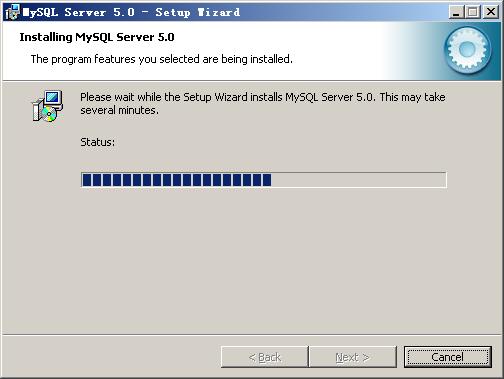 MySQL Server 5.0 - Setup Wizard
Installing MySQL Server 5.0
The program features you selected are being installed.
Please wait while the Setup Wizard installs MySQL Server 5.0. This may take
several minutes.
Status:
< Back
Next >
Cancel